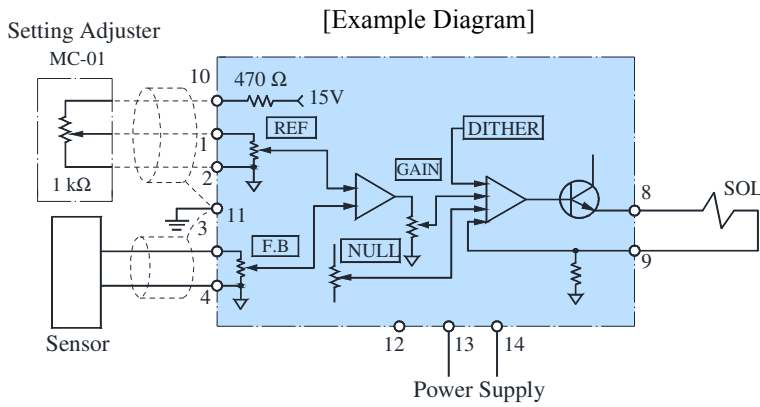 [Example Diagram]
Setting Adjuster
MC-01
10
470 Ω
15V
REF
DITHER
1
GAIN
1 kΩ
2
8
SOL
11
3
F.B
NULL
9
4
Sensor
12
13
14
Power Supply